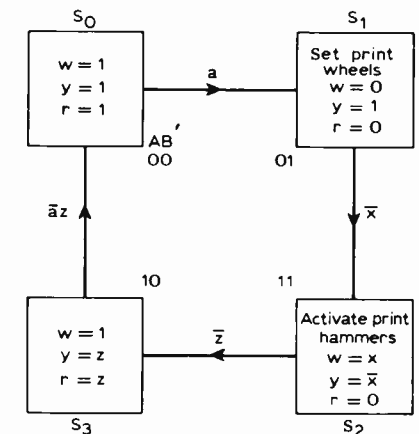 S0
w = 1
y = 1
r = 1
AB'
00
a
S1
Set print
wheels
w = 0
y = 1
r = 0
01
x̄
āz
10
w = 1
y = z
r = z
S3
z̄
11
Activate print
hammers
w = x
y = x̄
r = 0
S2